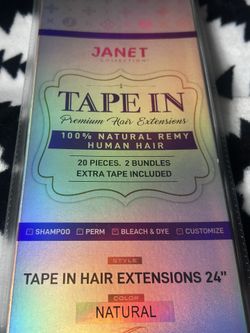 JANET
COLLECTION
TAPE IN
Premium Hair Extensions
100% NATURAL REMY
HUMAN HAIR
20 PIECES. 2 BUNDLES
EXTRA TAPE INCLUDED
SHAMPOO PERM BLEACH & DYE CUSTOMIZE
STYLE
TAPE IN HAIR EXTENSIONS 24"
COLOR
NATURAL